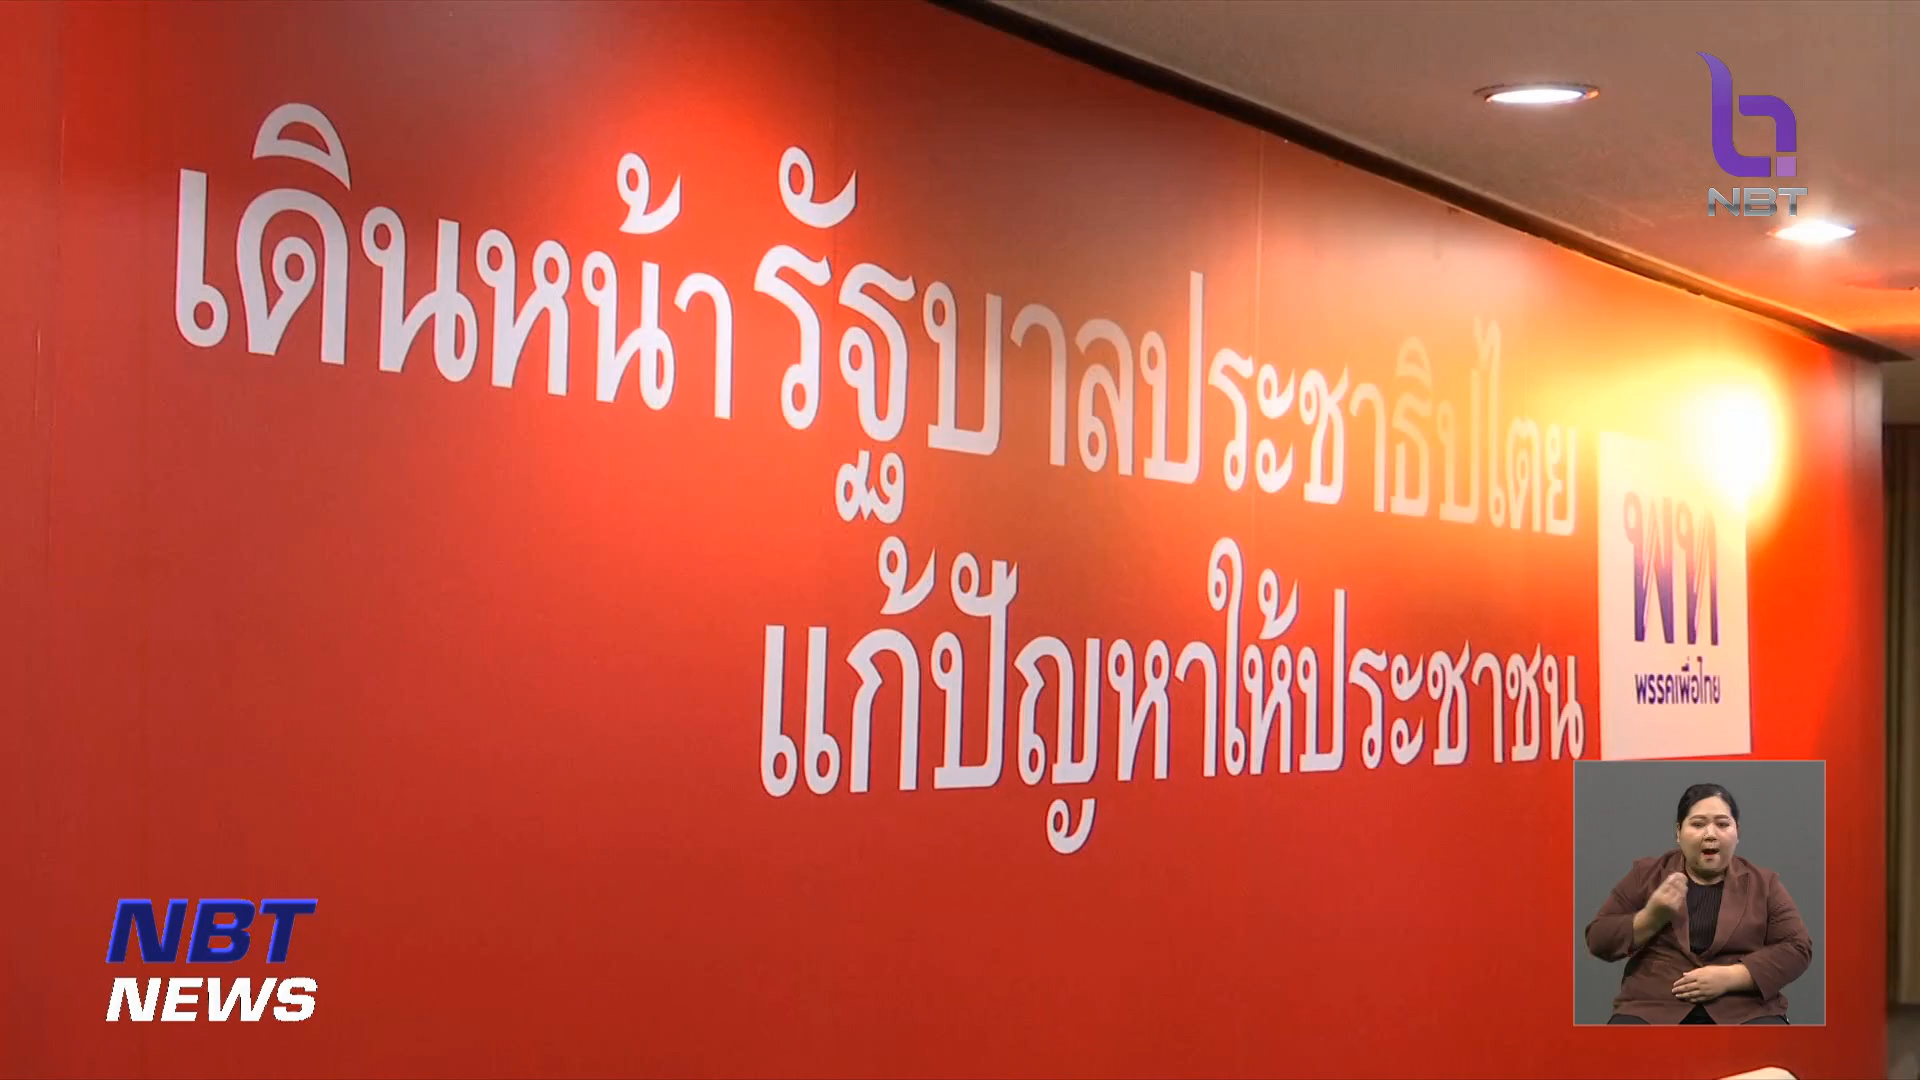 NBT
เดินหน้ารัฐบาลประชาธิปไตย
แก้ปัญหาให้ประชาชน
พท
พรรคเพื่อไทย
NBT
NEWS